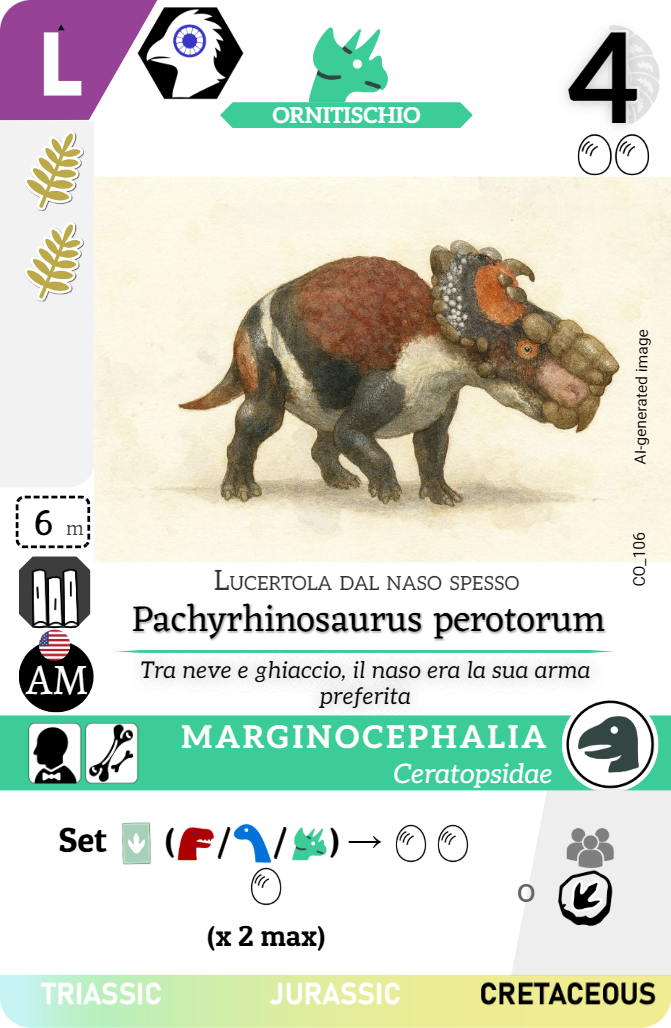 L
4
ORNITISCHIO
AI-generated image
CO_106
6 m
AM
LUCERTOLA DAL NASO SPESSO
Pachyrhinosaurus perotorum
Tra neve e ghiaccio, il naso era la sua arma
preferita
MARGINOCEPHALIA
Ceratopsidae
Set ( / / ) →
O
(x 2 max)
TRIASSIC JURASSIC CRETACEOUS